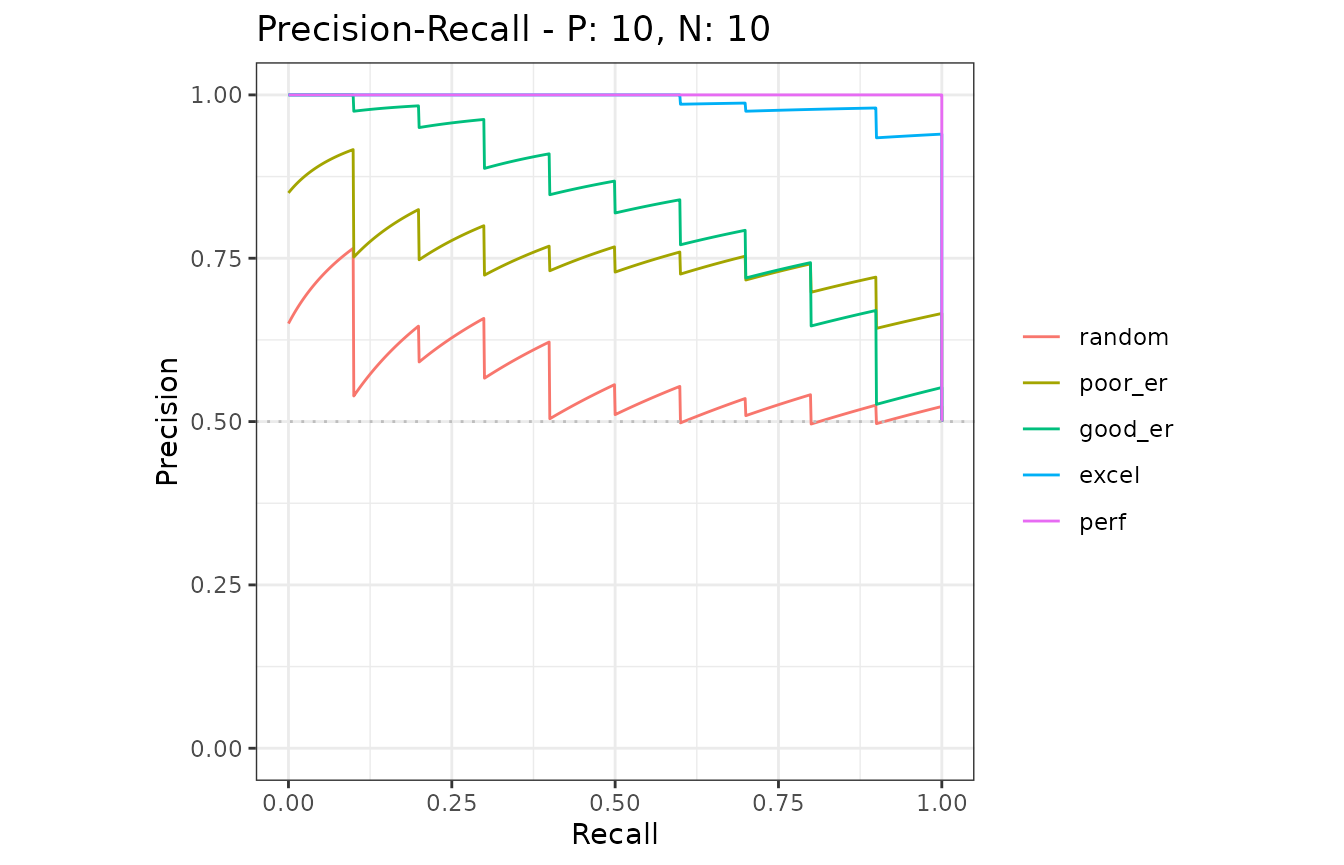 Precision-Recall - P: 10, N: 10
Precision
1.00
0.75
0.50
0.25
0.00
0.00 0.25 0.50 0.75 1.00
Recall
random
poor_er
good_er
excel
perf